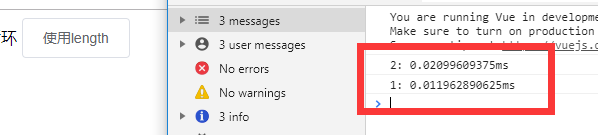 环
使用length
3 messages
3 user messages
No errors
No warnings
3 info
You are running Vue in
Make sure to turn on production
2: 0.02099609375ms
1: 0.011962890625ms
>